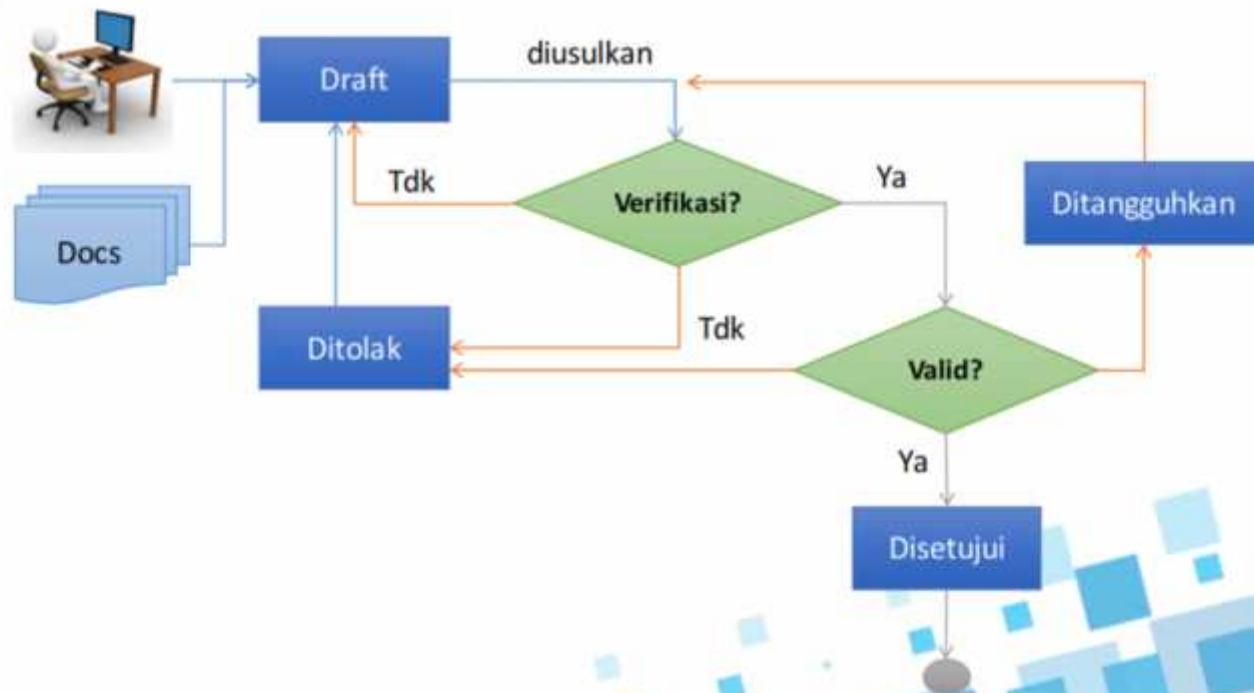 Draft
diusulkan
Tdk
Verifikasi?
Ya
Ditangguhkan
Docs
Ditolak
Tdk
Valid?
Ya
Disetujui